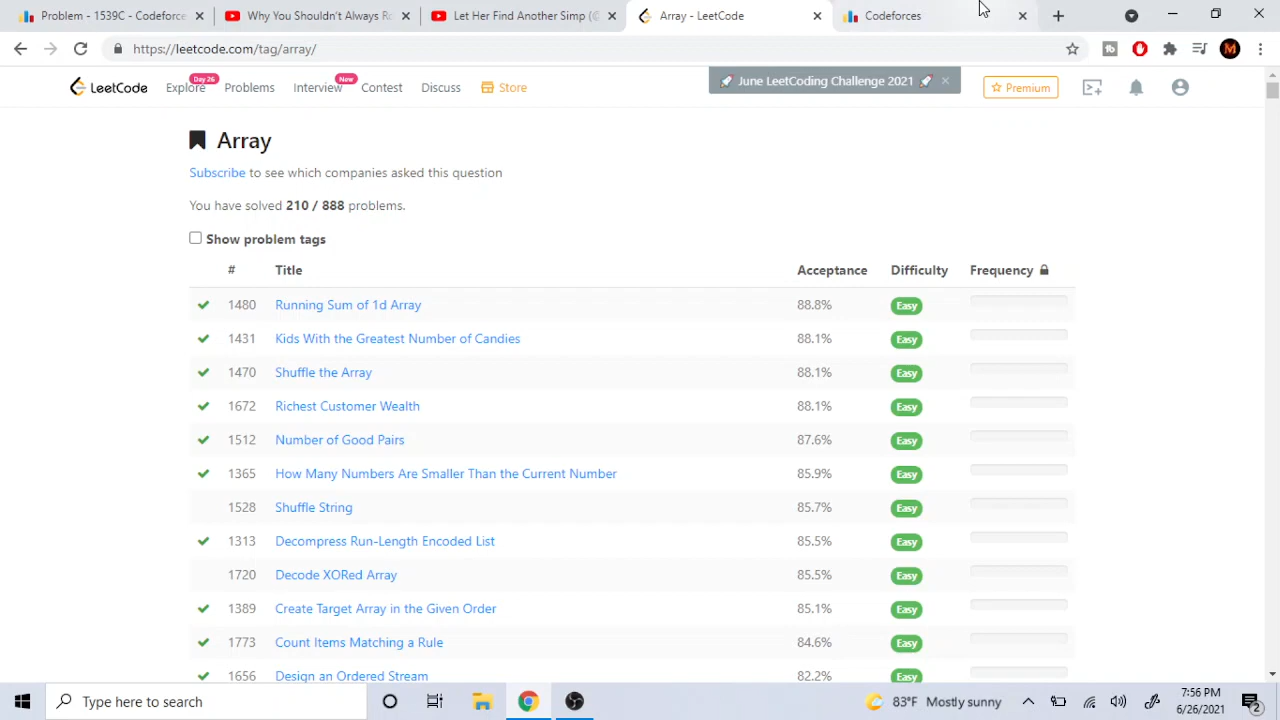 Problem - 1539C - Codeforces
Why You Shouldn't Always Ro
Let Her Find Another Simp (
Array - LeetCode
Codeforces
https://leetcode.com/tag/array/
M
LeetCode
Explore
Day 26
Problems
Interview
New
Contest
Discuss
Store
June LeetCoding Challenge 2021
Premium
Array
Subscribe to see which companies asked this question
You have solved 210 / 888 problems.
Show problem tags
# Title Acceptance Difficulty Frequency
1480 Running Sum of 1d Array 88.8% Easy
1431 Kids With the Greatest Number of Candies 88.1% Easy
1470 Shuffle the Array 88.1% Easy
1672 Richest Customer Wealth 88.1% Easy
1512 Number of Good Pairs 87.6% Easy
1365 How Many Numbers Are Smaller Than the Current Number 85.9% Easy
1528 Shuffle String 85.7% Easy
1313 Decompress Run-Length Encoded List 85.5% Easy
1720 Decode XORed Array 85.5% Easy
1389 Create Target Array in the Given Order 85.1% Easy
1773 Count Items Matching a Rule 84.6% Easy
1656 Design an Ordered Stream 82.2% Easy
Type here to search
83°F Mostly sunny
7:56 PM
6/26/2021
2